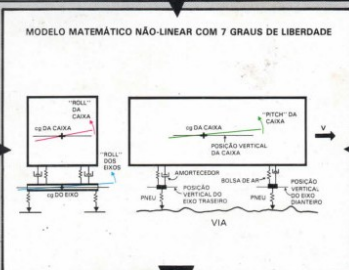 MODELO MATEMÁTICO NÃO-LINEAR COM 7 GRAUS DE LIBERDADE
"ROLL"
DA
CAIXA
cg DA CAIXA
"ROLL"
DOS
EIXOS
cg DO EIXO
"PITCH" DA
CAIXA
cg DA CAIXA
POSIÇÃO VERTICAL
DA CAIXA
V
AMORTECEDOR
BOLSA DE AR
POSIÇÃO
VERTICAL DO
EIXO TRASEIRO
PNEU
POSIÇÃO
VERTICAL
DO EIXO
DIANTEIRO
PNEU
VIA